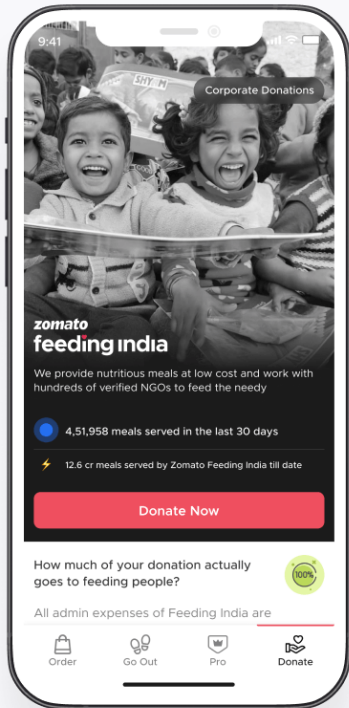 9:41
SHY M
Corporate Donations
zomato
feeding india
We provide nutritious meals at low cost and work with
hundreds of verified NGOs to feed the needy
4,51,958 meals served in the last 30 days
12.6 cr meals served by Zomato Feeding India till date
Donate Now
How much of your donation actually
goes to feeding people?
100%
All admin expenses of Feeding India are
Order
Go Out
Pro
Donate